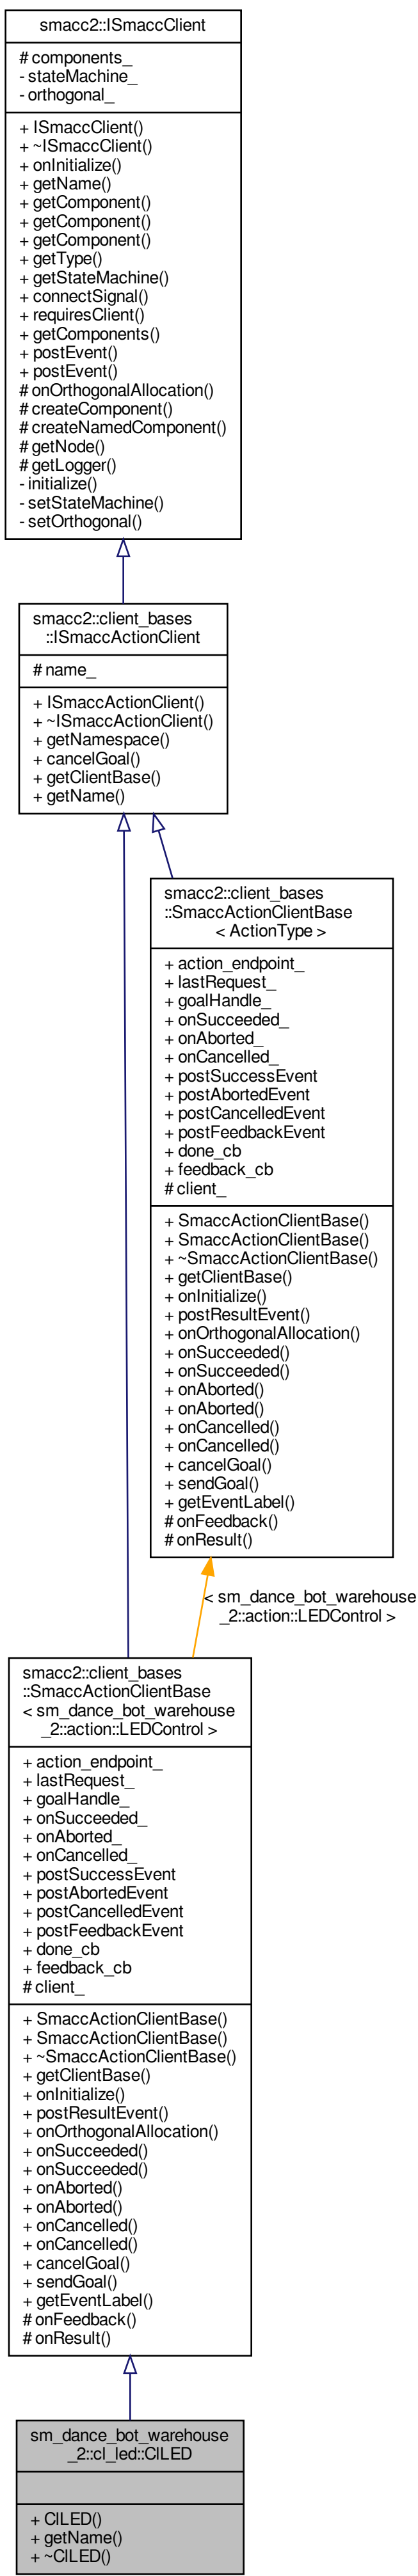 smacc2::ISmaccClient
# components_
- stateMachine_
- orthogonal_
+ ISmaccClient()
+ ~ISmaccClient()
+ onInitialize()
+ getName()
+ getComponent()
+ getComponent()
+ getComponent()
+ getType()
+ getStateMachine()
+ connectSignal()
+ requiresClient()
+ getComponents()
+ postEvent()
+ postEvent()
# onOrthogonalAllocation()
# createComponent()
# createNamedComponent()
# getNode()
# getLogger()
- initialize()
- setStateMachine()
- setOrthogonal()
smacc2::client_bases
::ISmaccActionClient
# name_
+ ISmaccActionClient()
+ ~ISmaccActionClient()
+ getNamespace()
+ cancelGoal()
+ getClientBase()
+ getName()
smacc2::client_bases
::SmaccActionClientBase
< ActionType >
+ action_endpoint_
+ lastRequest_
+ goalHandle_
+ onSucceeded_
+ onAborted_
+ onCancelled_
+ postSuccessEvent
+ postAbortedEvent
+ postCancelledEvent
+ postFeedbackEvent
+ done_cb
+ feedback_cb
# client_
+ SmaccActionClientBase()
+ SmaccActionClientBase()
+ ~SmaccActionClientBase()
+ getClientBase()
+ onInitialize()
+ postResultEvent()
+ onOrthogonalAllocation()
+ onSucceeded()
+ onSucceeded()
+ onAborted()
+ onAborted()
+ onCancelled()
+ onCancelled()
+ cancelGoal()
+ sendGoal()
+ getEventLabel()
# onFeedback()
# onResult()
< sm_dance_bot_warehouse
_2::action::LEDControl >
smacc2::client_bases
::SmaccActionClientBase
< sm_dance_bot_warehouse
_2::action::LEDControl >
+ action_endpoint_
+ lastRequest_
+ goalHandle_
+ onSucceeded_
+ onAborted_
+ onCancelled_
+ postSuccessEvent
+ postAbortedEvent
+ postCancelledEvent
+ postFeedbackEvent
+ done_cb
+ feedback_cb
# client_
+ SmaccActionClientBase()
+ SmaccActionClientBase()
+ ~SmaccActionClientBase()
+ getClientBase()
+ onInitialize()
+ postResultEvent()
+ onOrthogonalAllocation()
+ onSucceeded()
+ onSucceeded()
+ onAborted()
+ onAborted()
+ onCancelled()
+ onCancelled()
+ cancelGoal()
+ sendGoal()
+ getEventLabel()
# onFeedback()
# onResult()
sm_dance_bot_warehouse
_2::cl_led::ClLED
+ ClLED()
+ getName()
+ ~ClLED()